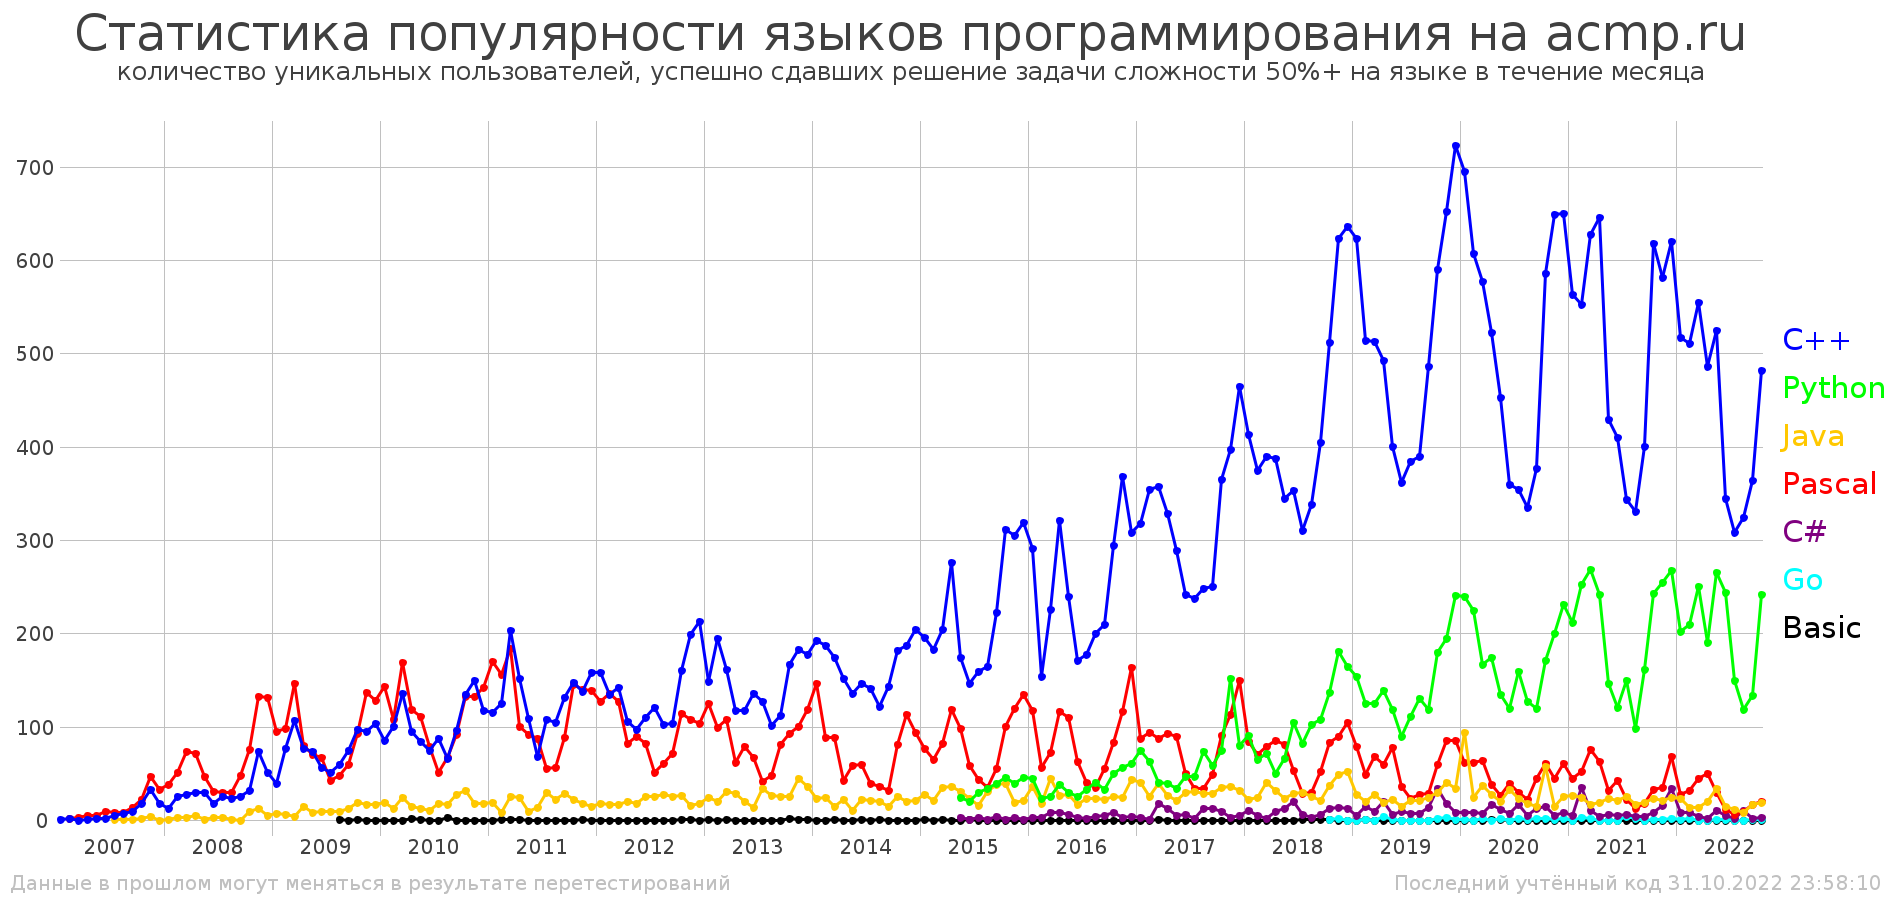 Статистика популярности языков программирования на acmp.ru
количество уникальных пользователей, успешно сдавших решение задачи сложности 50%+ на языке в течение месяца
700
600
500
400
300
200
100
0
C++
Python
Java
Pascal
C#
Go
Basic
2007 2008 2009 2010 2011 2012 2013 2014 2015 2016 2017 2018 2019 2020 2021 2022
Данные в прошлом могут меняться в результате перетестирований
Последний учтённый код 31.10.2022 23:58:10